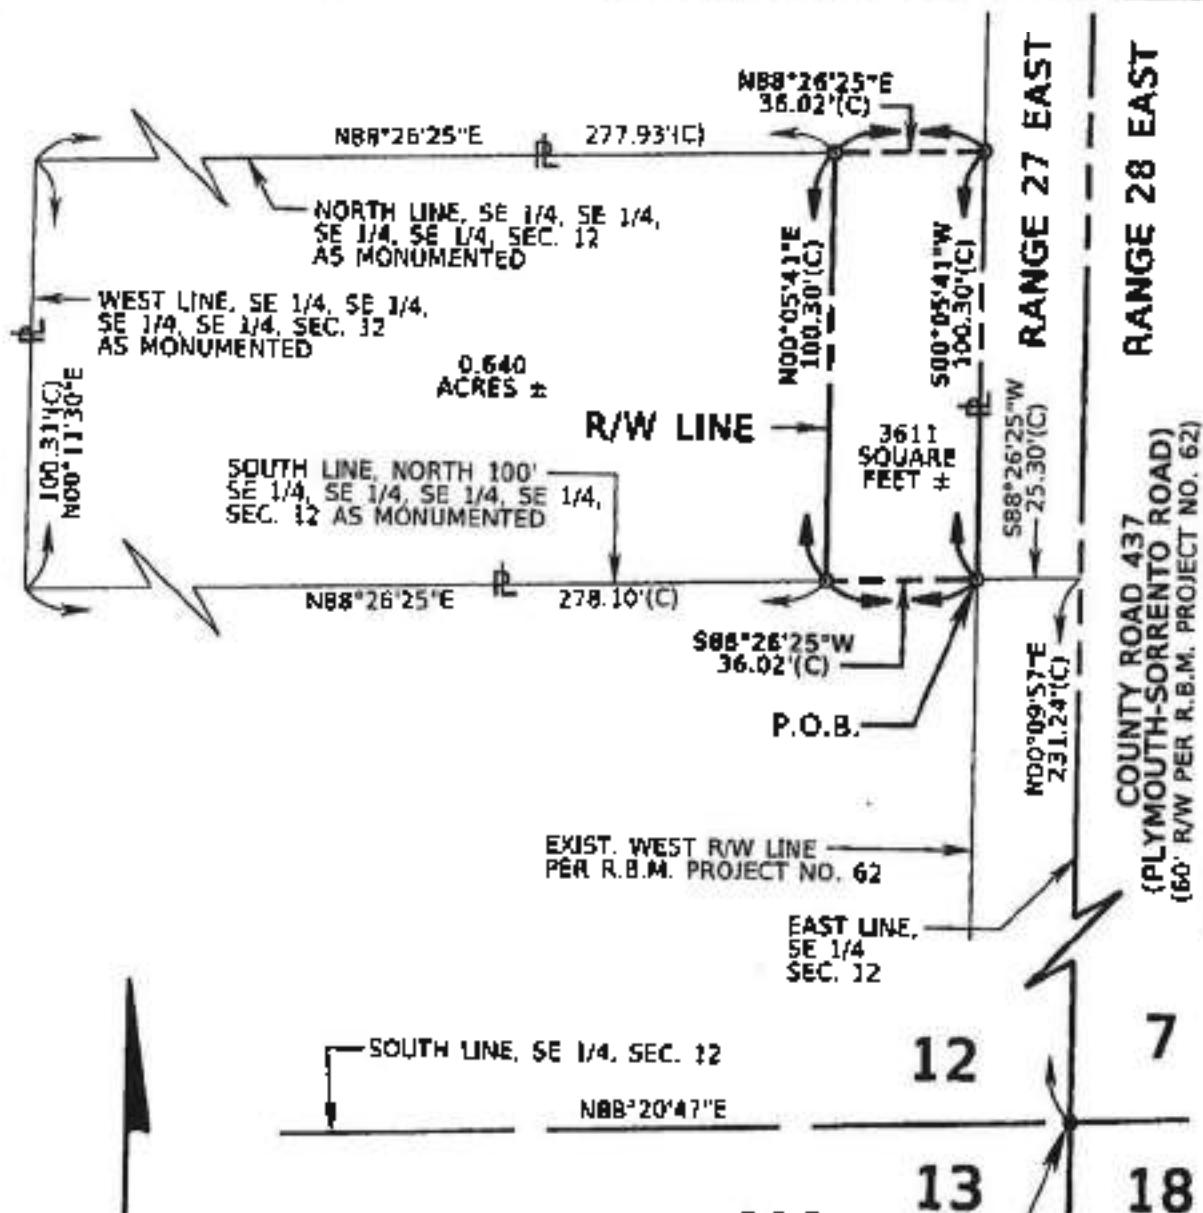 N88°26'25"E
36.02'(C)
N88°26'25"E 277.93'(C)
NORTH LINE, SE 1/4, SE 1/4,
SE 1/4, SE 1/4, SEC. 12
AS MONUMENTED
WEST LINE, SE 1/4, SE 1/4,
SE 1/4, SE 1/4, SEC. 12
AS MONUMENTED
0.640
ACRES ±
R/W LINE
100.31'(C)
N00°11'30"E
N00°05'41"E
100.30'(C)
S00°05'41"W
100.30'(C)
3611
SQUARE
FEET ±
RANGE 27 EAST
RANGE 28 EAST
S88°26'25"W
25.30'(C)
SOUTH LINE, NORTH 100'
SE 1/4, SE 1/4, SE 1/4, SE 1/4,
SEC. 12 AS MONUMENTED
N88°26'25"E 278.10'(C)
S88°26'25"W
36.02'(C)
P.O.B.
N00°09'57"E
231.24'(C)
COUNTY ROAD 437
(PLYMOUTH-SORRENTO ROAD)
(60' R/W PER R.B.M. PROJECT NO. 62)
EXIST. WEST R/W LINE
PER R.B.M. PROJECT NO. 62
EAST LINE,
SE 1/4
SEC. 12
SOUTH LINE, SE 1/4, SEC. 12
N88°20'47"E
12
7
13
18